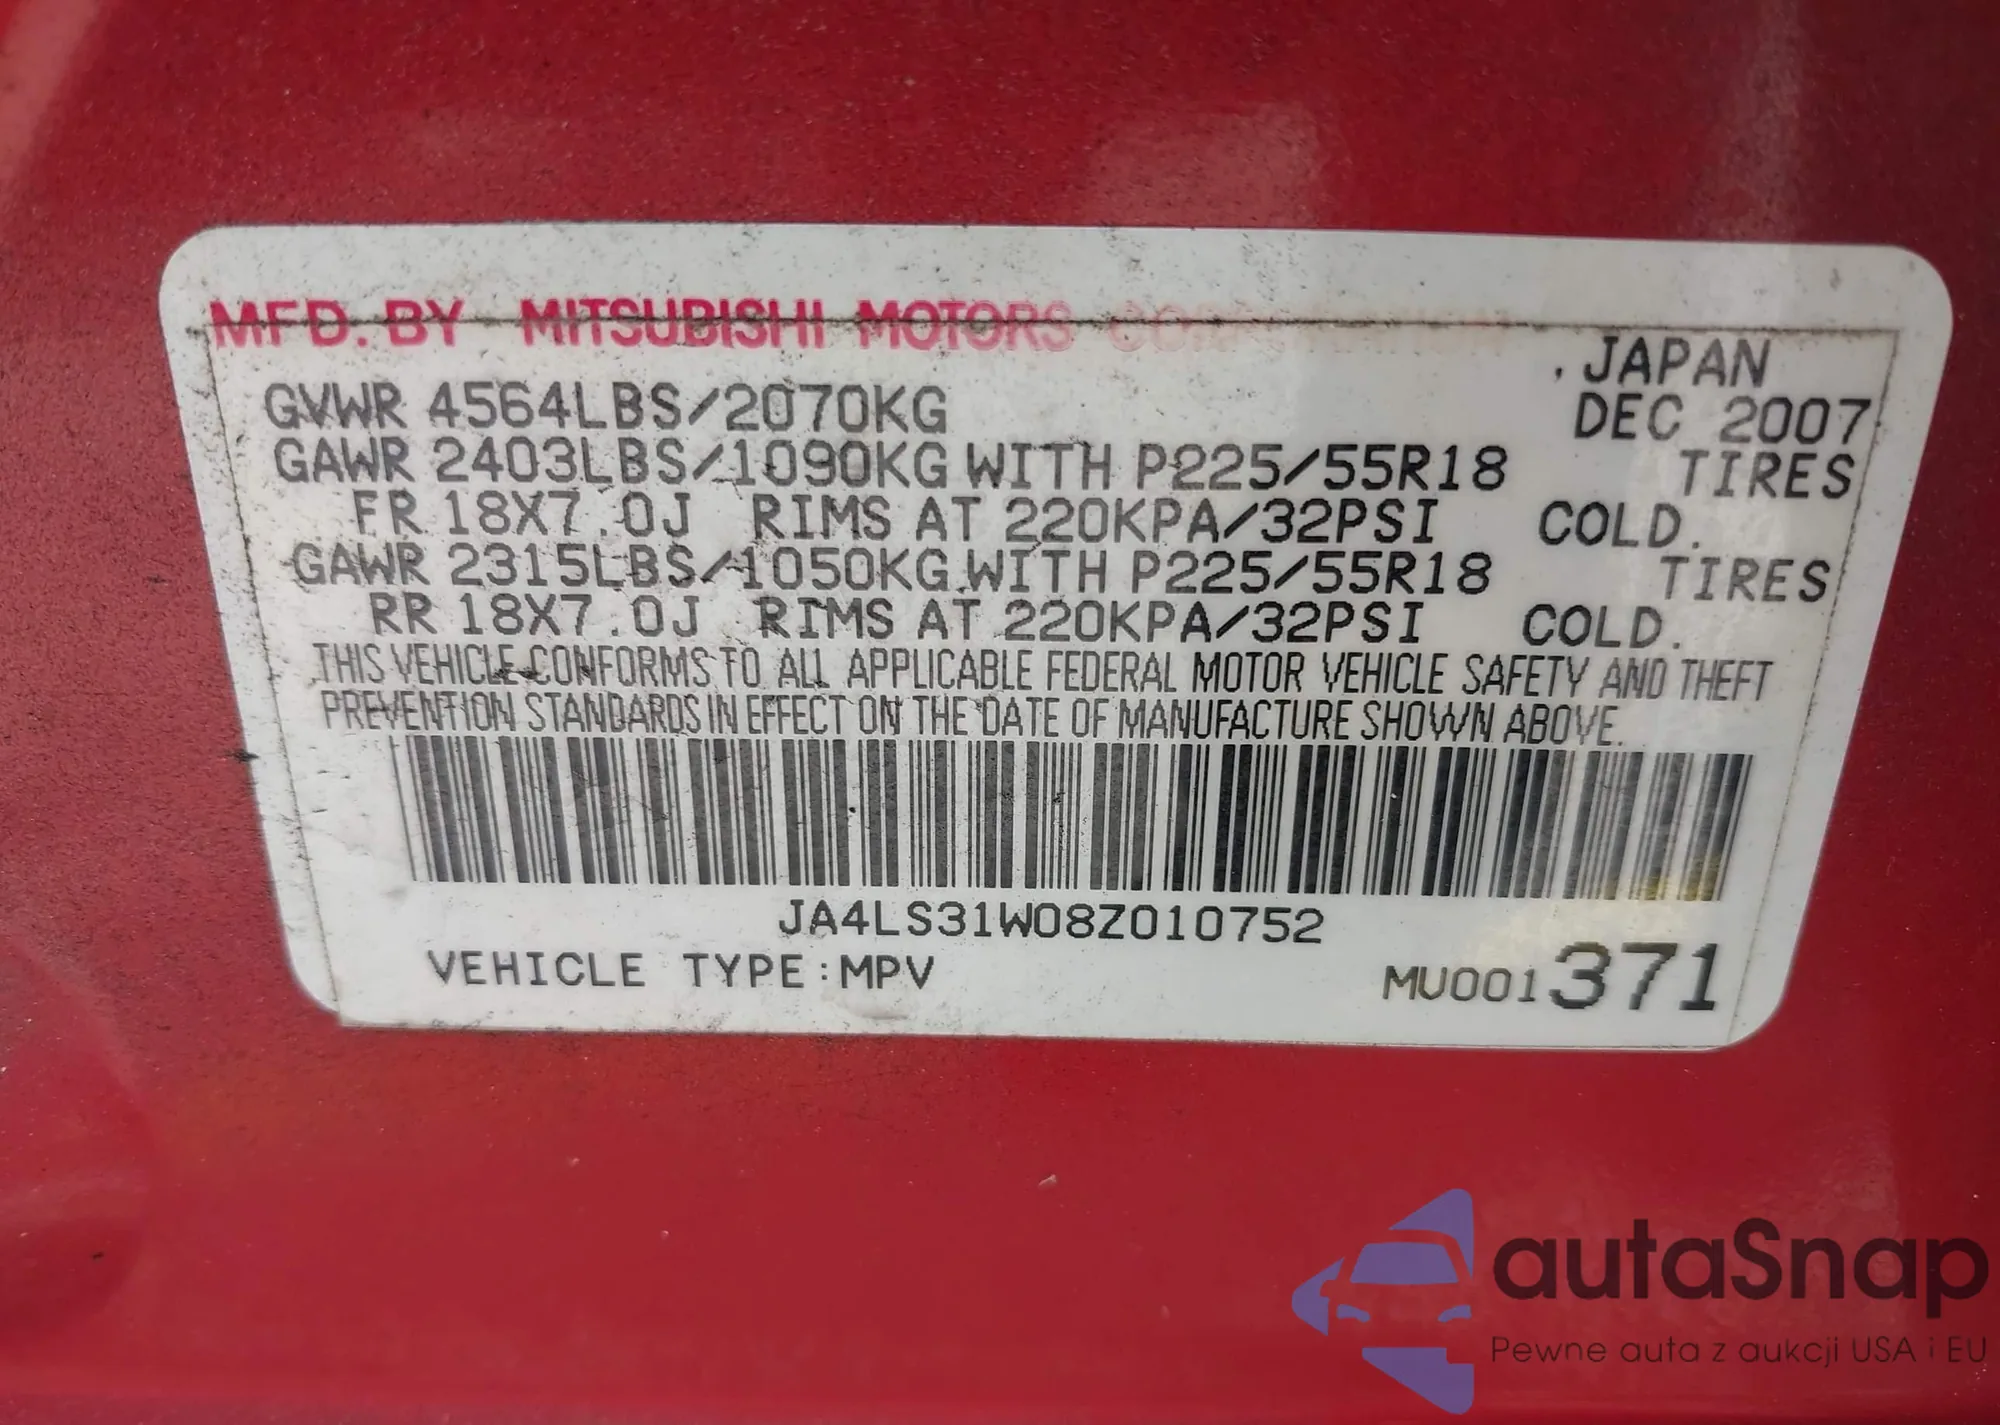 MFD. BY MITSUBISHI MOTORS CORPORATION
. JAPAN
GVWR 4564LBS/2070KG DEC 2007
GAWR 2403LBS/1090KG WITH P225/55R18 TIRES
FR 18X7.0J RIMS AT 220KPA/32PSI COLD.
GAWR 2315LBS/1050KG WITH P225/55R18 TIRES
RR 18X7.0J RIMS AT 220KPA/32PSI COLD.
THIS VEHICLE CONFORMS TO ALL APPLICABLE FEDERAL MOTOR VEHICLE SAFETY AND THEFT
PREVENTION STANDARDS IN EFFECT ON THE DATE OF MANUFACTURE SHOWN ABOVE.
JA4LS31W08Z010752
VEHICLE TYPE:MPV MU001371
autaSnap
Pewne auta z aukcji USA i EU